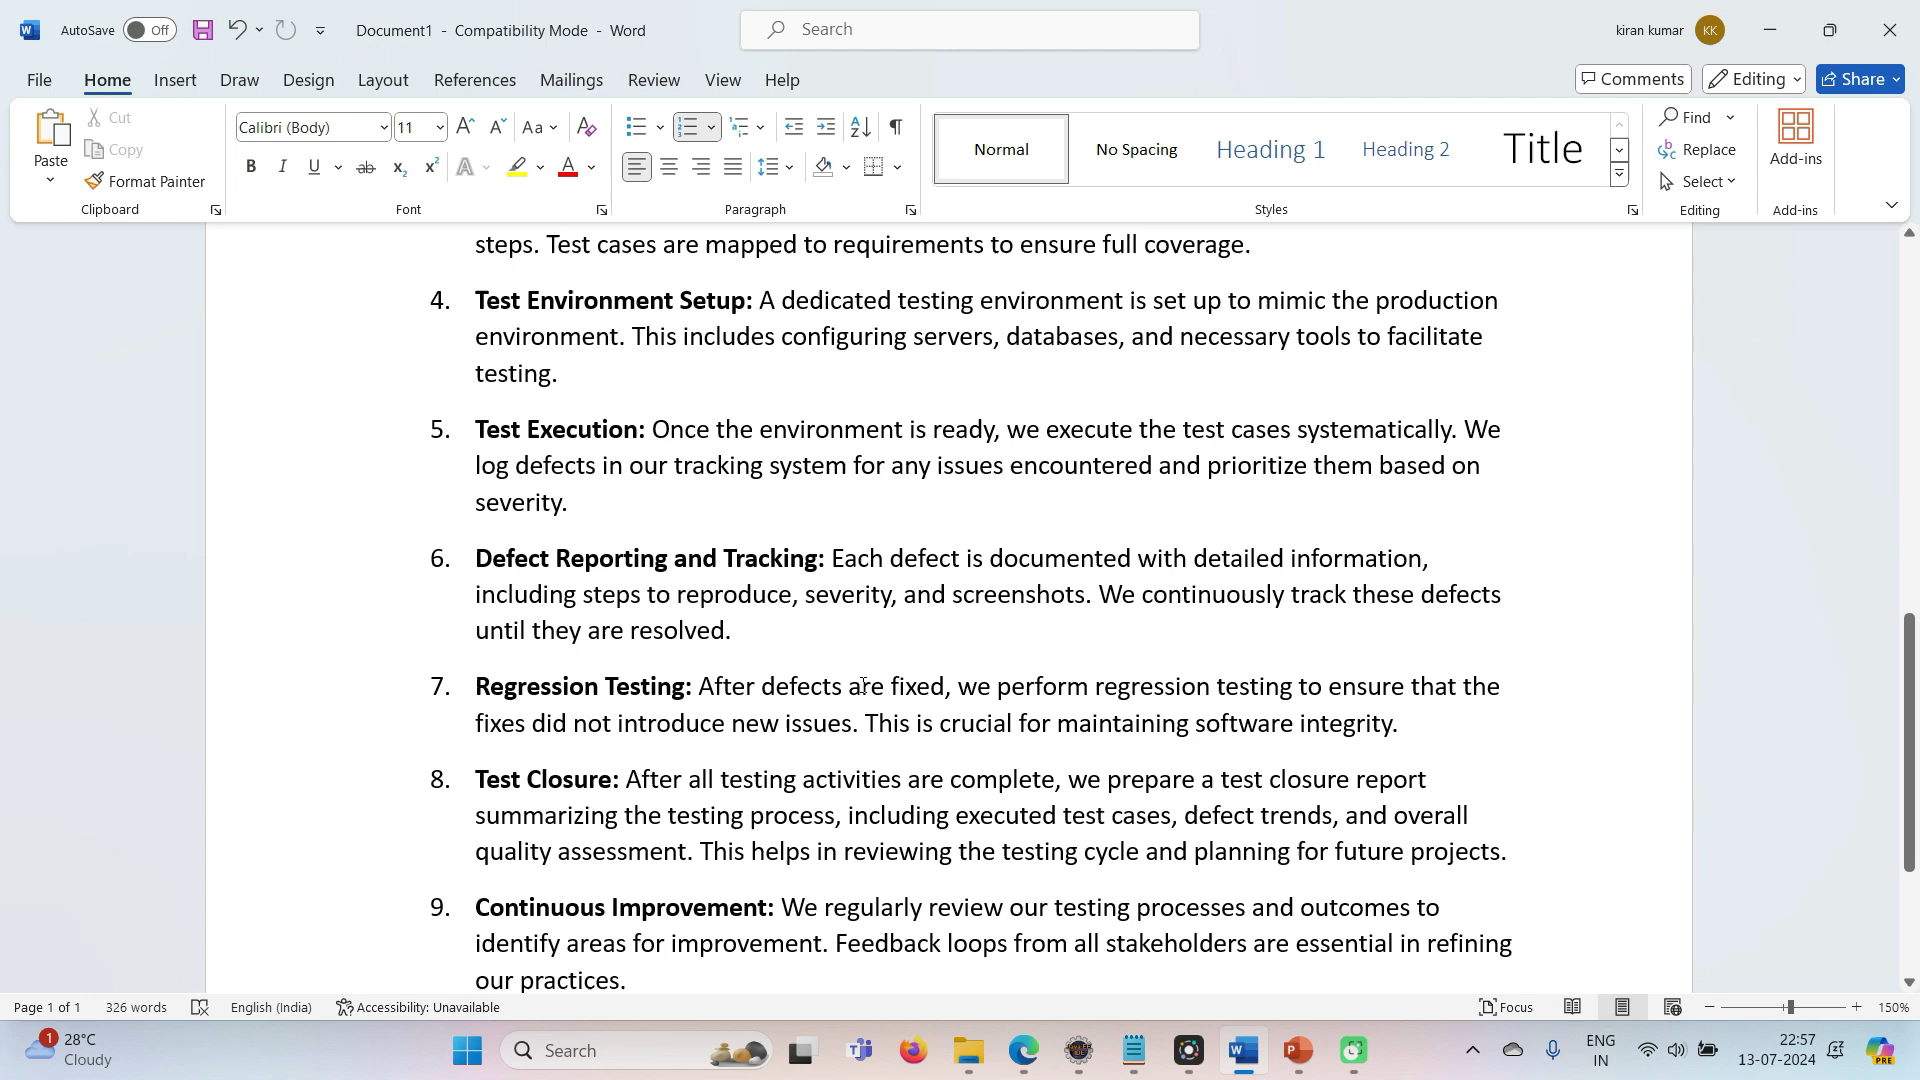 AutoSave Off Document1 - Compatibility Mode - Word Search kiran kumar KK
File Home Insert Draw Design Layout References Mailings Review View Help Comments Editing Share
Paste Cut Copy Format Painter Clipboard
Calibri (Body) 11 Font
Paragraph
Normal No Spacing Heading 1 Heading 2 Title Styles
Find Replace Select Editing
Add-ins Add-ins
steps. Test cases are mapped to requirements to ensure full coverage.
4. Test Environment Setup: A dedicated testing environment is set up to mimic the production
environment. This includes configuring servers, databases, and necessary tools to facilitate
testing.
5. Test Execution: Once the environment is ready, we execute the test cases systematically. We
log defects in our tracking system for any issues encountered and prioritize them based on
severity.
6. Defect Reporting and Tracking: Each defect is documented with detailed information,
including steps to reproduce, severity, and screenshots. We continuously track these defects
until they are resolved.
7. Regression Testing: After defects are fixed, we perform regression testing to ensure that the
fixes did not introduce new issues. This is crucial for maintaining software integrity.
8. Test Closure: After all testing activities are complete, we prepare a test closure report
summarizing the testing process, including executed test cases, defect trends, and overall
quality assessment. This helps in reviewing the testing cycle and planning for future projects.
9. Continuous Improvement: We regularly review our testing processes and outcomes to
identify areas for improvement. Feedback loops from all stakeholders are essential in refining
our practices.
Page 1 of 1 326 words English (India) Accessibility: Unavailable Focus 150%
1 28°C Search ENG 22:57
Cloudy IN 13-07-2024 PRE